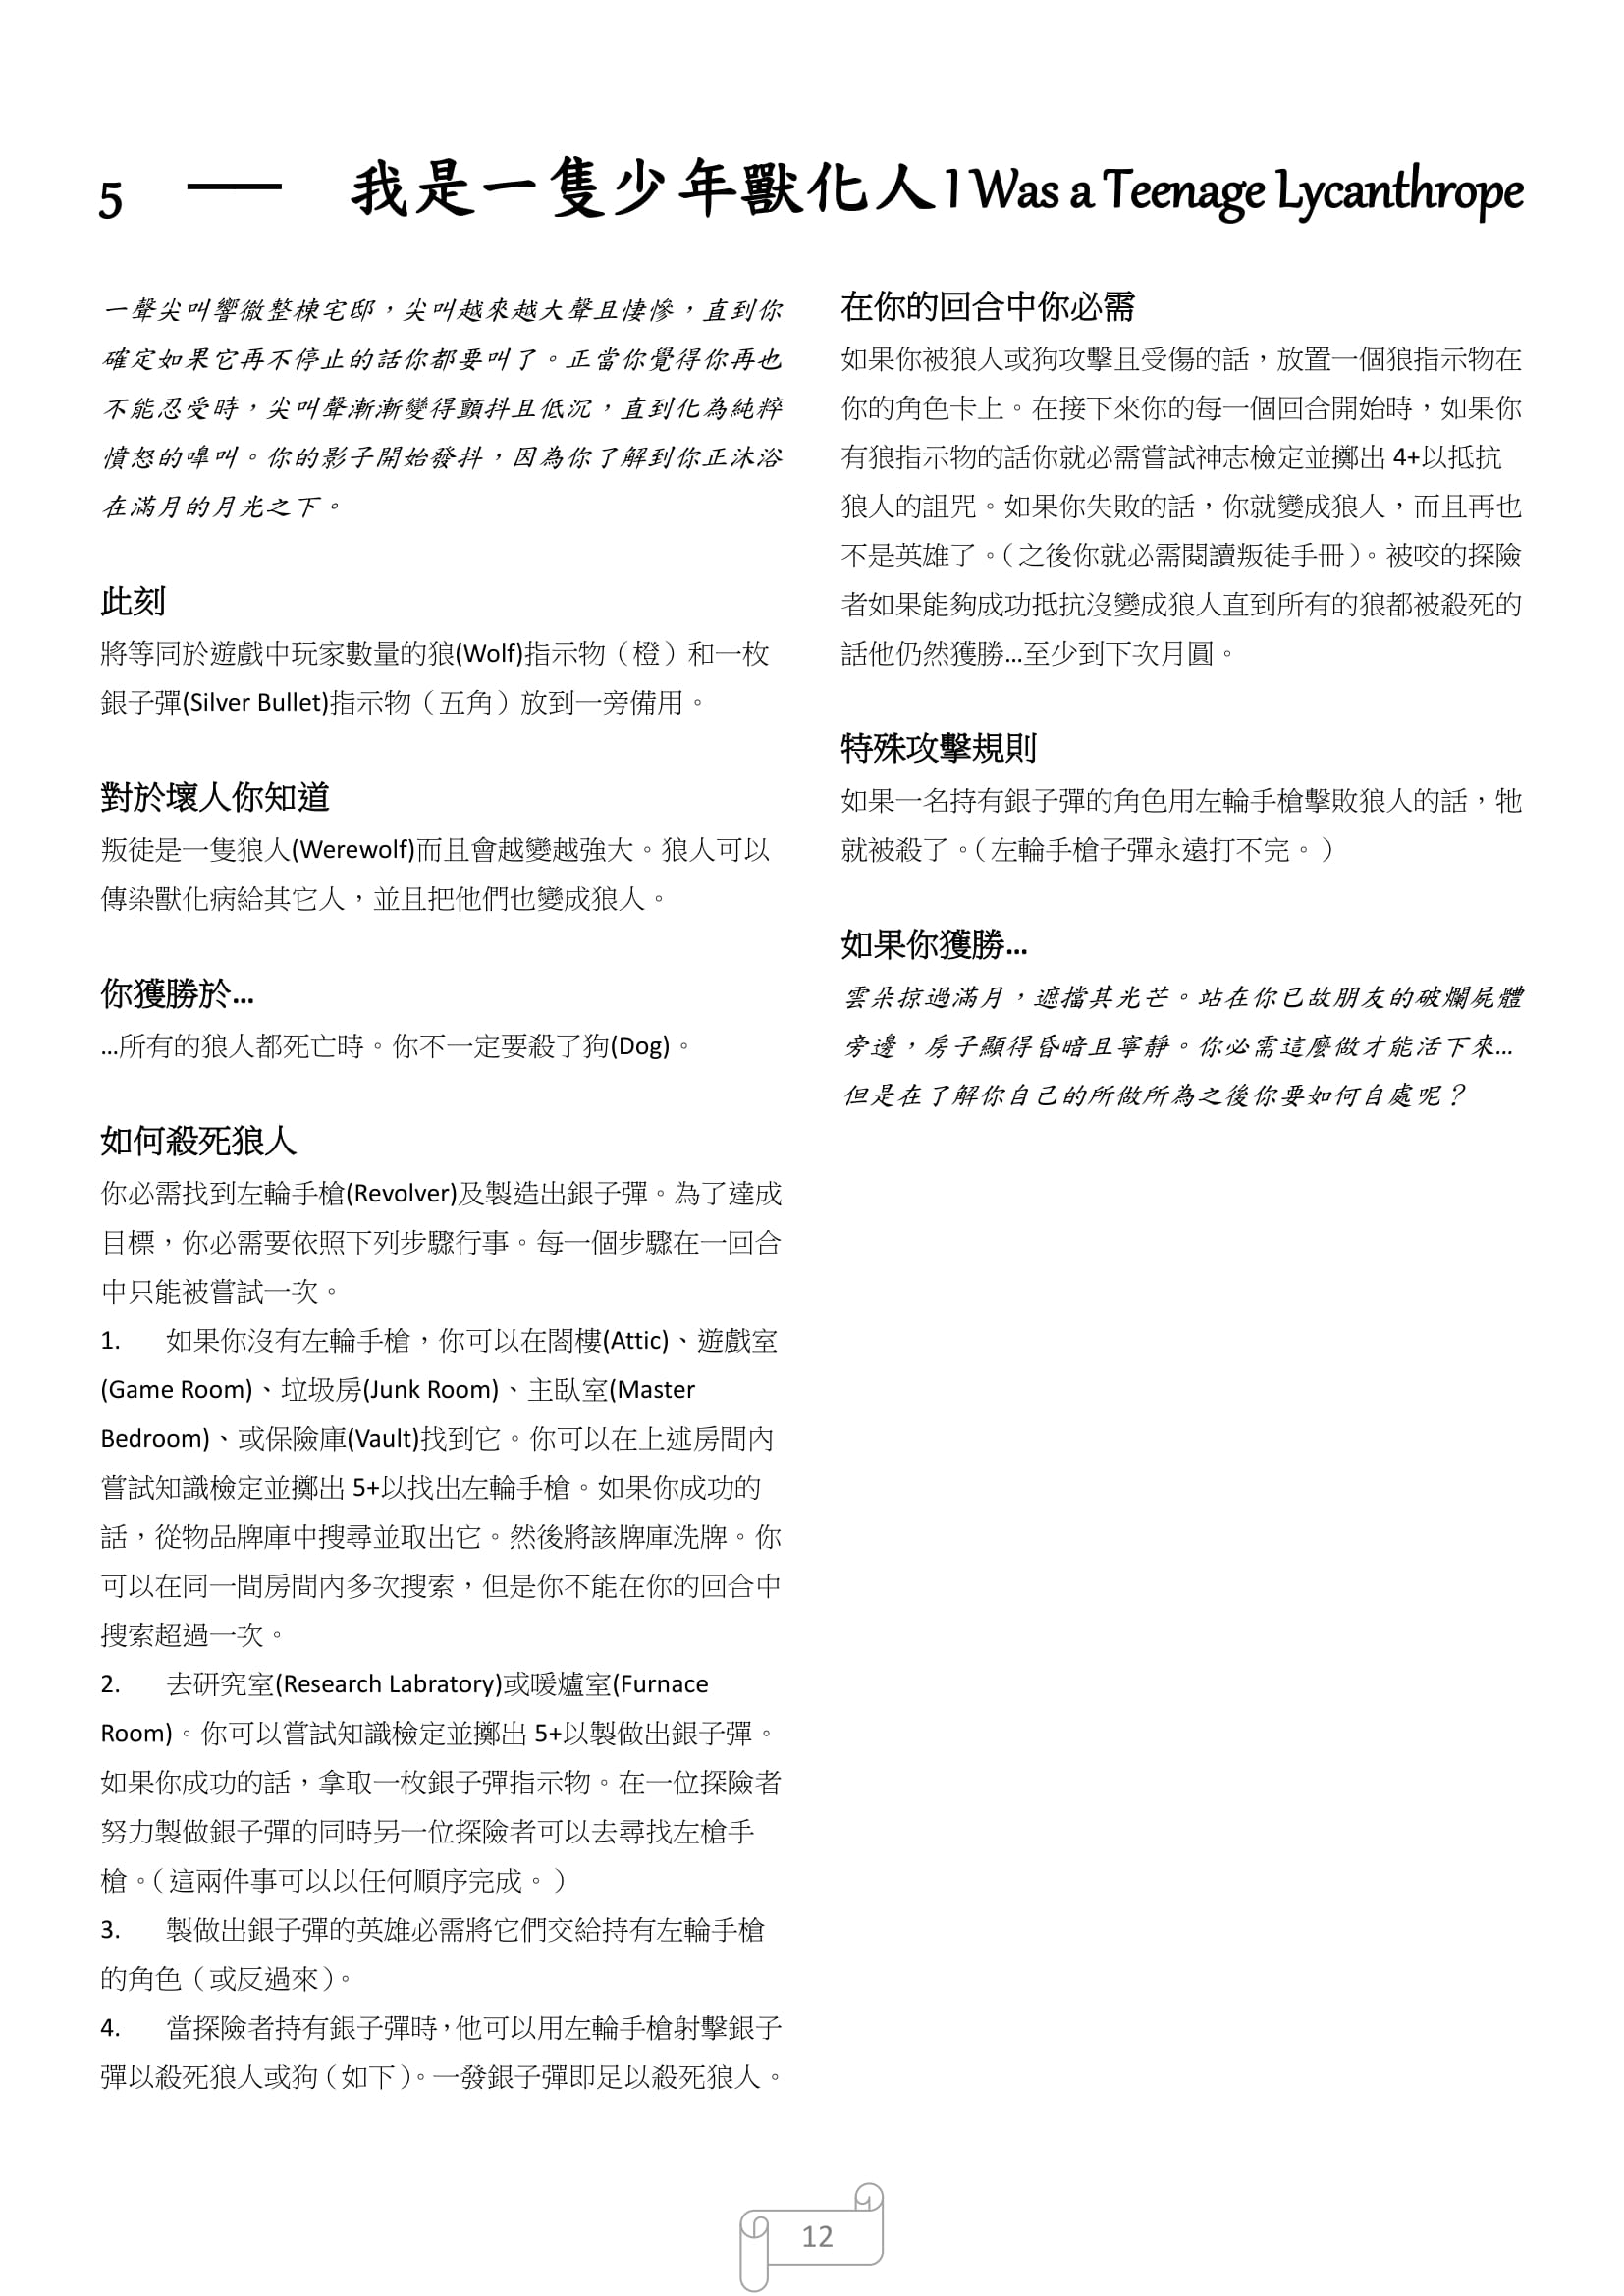 5 — 我是一隻少年獸化人 I Was a Teenage Lycanthrope
一聲尖叫響徹整棟宅邸，尖叫越來越大聲且悽慘，直到你
確定如果它再不停止的話你都要叫了。正當你覺得你再也
不能忍受時，尖叫聲漸漸變得顫抖且低沉，直到化為純粹
憤怒的嗥叫。你的影子開始發抖，因為你了解到你正沐浴
在滿月的月光之下。
此刻
將等同於遊戲中玩家數量的狼(Wolf)指示物（橙）和一枚
銀子彈(Silver Bullet)指示物（五角）放到一旁備用。
對於壞人你知道
叛徒是一隻狼人(Werewolf)而且會越變越強大。狼人可以
傳染獸化病給其它人，並且把他們也變成狼人。
你獲勝於...
...所有的狼人都死亡時。你不一定要殺了狗(Dog)。
如何殺死狼人
你必需找到左輪手槍(Revolver)及製造出銀子彈。為了達成
目標，你必需要依照下列步驟行事。每一個步驟在一回合
中只能被嘗試一次。
1. 如果你沒有左輪手槍，你可以在閣樓(Attic)、遊戲室
(Game Room)、垃圾房(Junk Room)、主臥室(Master
Bedroom)、或保險庫(Vault)找到它。你可以在上述房間內
嘗試知識檢定並擲出 5+以找出左輪手槍。如果你成功的
話，從物品牌庫中搜尋並取出它。然後將該牌庫洗牌。你
可以在同一間房間內多次搜索，但是你不能在你的回合中
搜索超過一次。
2. 去研究室(Research Labratory)或暖爐室(Furnace
Room)。你可以嘗試知識檢定並擲出 5+以製做出銀子彈。
如果你成功的話，拿取一枚銀子彈指示物。在一位探險者
努力製做銀子彈的同時另一位探險者可以去尋找左槍手
槍。（這兩件事可以以任何順序完成。）
3. 製做出銀子彈的英雄必需將它們交給持有左輪手槍
的角色（或反過來）。
4. 當探險者持有銀子彈時，他可以用左輪手槍射擊銀子
彈以殺死狼人或狗（如下）。一發銀子彈即足以殺死狼人。
在你的回合中你必需
如果你被狼人或狗攻擊且受傷的話，放置一個狼指示物在
你的角色卡上。在接下來你的每一個回合開始時，如果你
有狼指示物的話你就必需嘗試神志檢定並擲出 4+以抵抗
狼人的詛咒。如果你失敗的話，你就變成狼人，而且再也
不是英雄了。（之後你就必需閱讀叛徒手冊）。被咬的探險
者如果能夠成功抵抗沒變成狼人直到所有的狼都被殺死的
話他仍然獲勝...至少到下次月圓。
特殊攻擊規則
如果一名持有銀子彈的角色用左輪手槍擊敗狼人的話，牠
就被殺了。（左輪手槍子彈永遠打不完。）
如果你獲勝...
雲朵掠過滿月，遮擋其光芒。站在你已故朋友的破爛屍體
旁邊，房子顯得昏暗且寧靜。你必需這麼做才能活下來...
但是在了解你自己的所做所為之後你要如何自處呢？
12